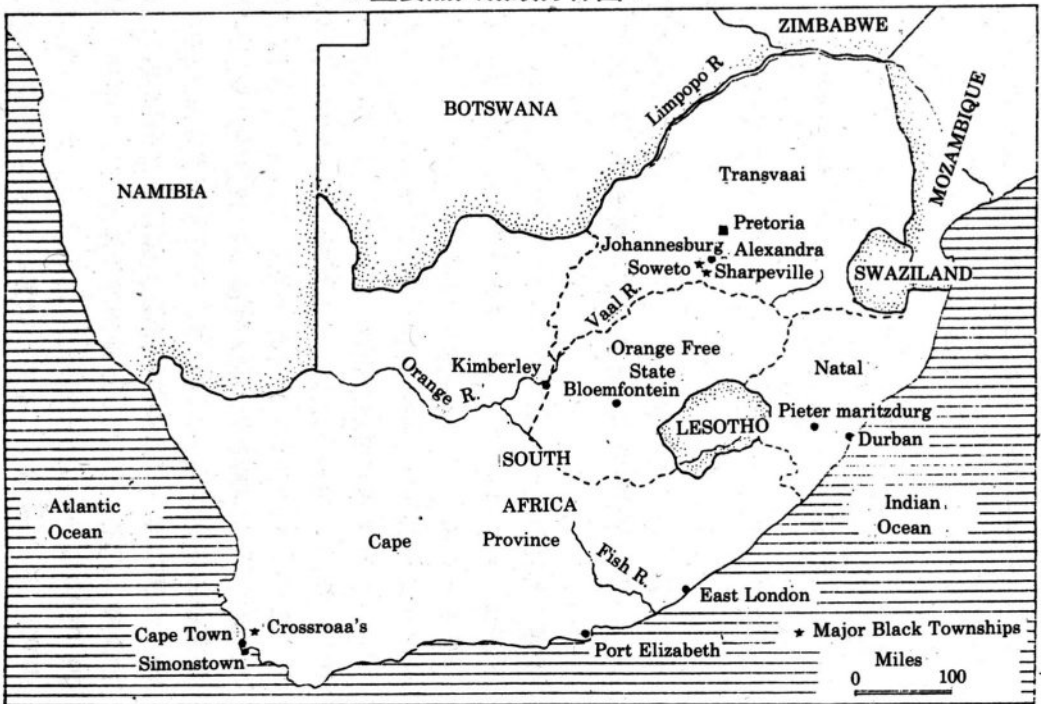 ZIMBABWE
Limpopo R
BOTSWANA
MOZAMBIQUE
NAMIBIA
Transvaai
Pretoria
Johannesburg
Alexandra
Soweto
Sharpeville
SWAZILAND
Vaal R.
Orange Free
State
Kimberley
Orange R.
Natal
Bloemfontein
Pieter maritzdurg
LESOTHO
Durban
SOUTH
AFRICA
Atlantic
Ocean
Indian
Ocean
Cape
Province
Fish R.
East London
Cape Town
Crossroaa's
Simonstown
Port Elizabeth
Major Black Townships
Miles
0 100